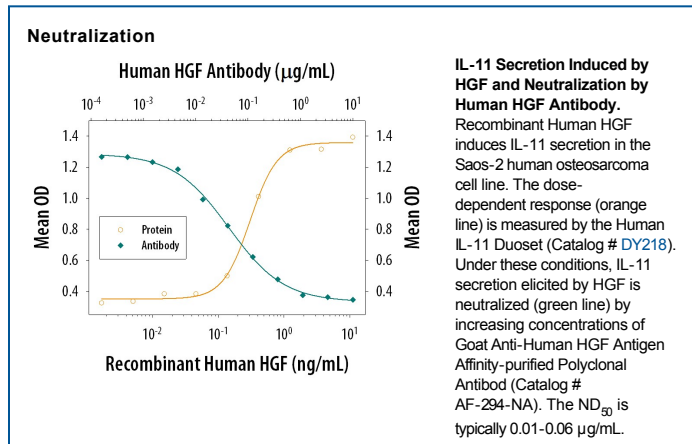 Neutralization
Human HGF Antibody (μg/mL)
10⁻⁴ 10⁻³ 10⁻² 10⁻¹ 10⁰ 10¹
Mean OD
1.4
1.2
1.0
0.8
0.6
0.4
Protein
Antibody
1.4
1.2
1.0
0.8
0.6
0.4
Mean OD
10⁻² 10⁻¹ 10⁰ 10¹
Recombinant Human HGF (ng/mL)
IL-11 Secretion Induced by
HGF and Neutralization by
Human HGF Antibody.
Recombinant Human HGF
induces IL-11 secretion in the
Saos-2 human osteosarcoma
cell line. The dose-
dependent response (orange
line) is measured by the Human
IL-11 Duoset (Catalog # DY218).
Under these conditions, IL-11
secretion elicited by HGF is
neutralized (green line) by
increasing concentrations of
Goat Anti-Human HGF Antigen
Affinity-purified Polyclonal
Antibod (Catalog #
AF-294-NA). The ND₅₀ is
typically 0.01-0.06 μg/mL.